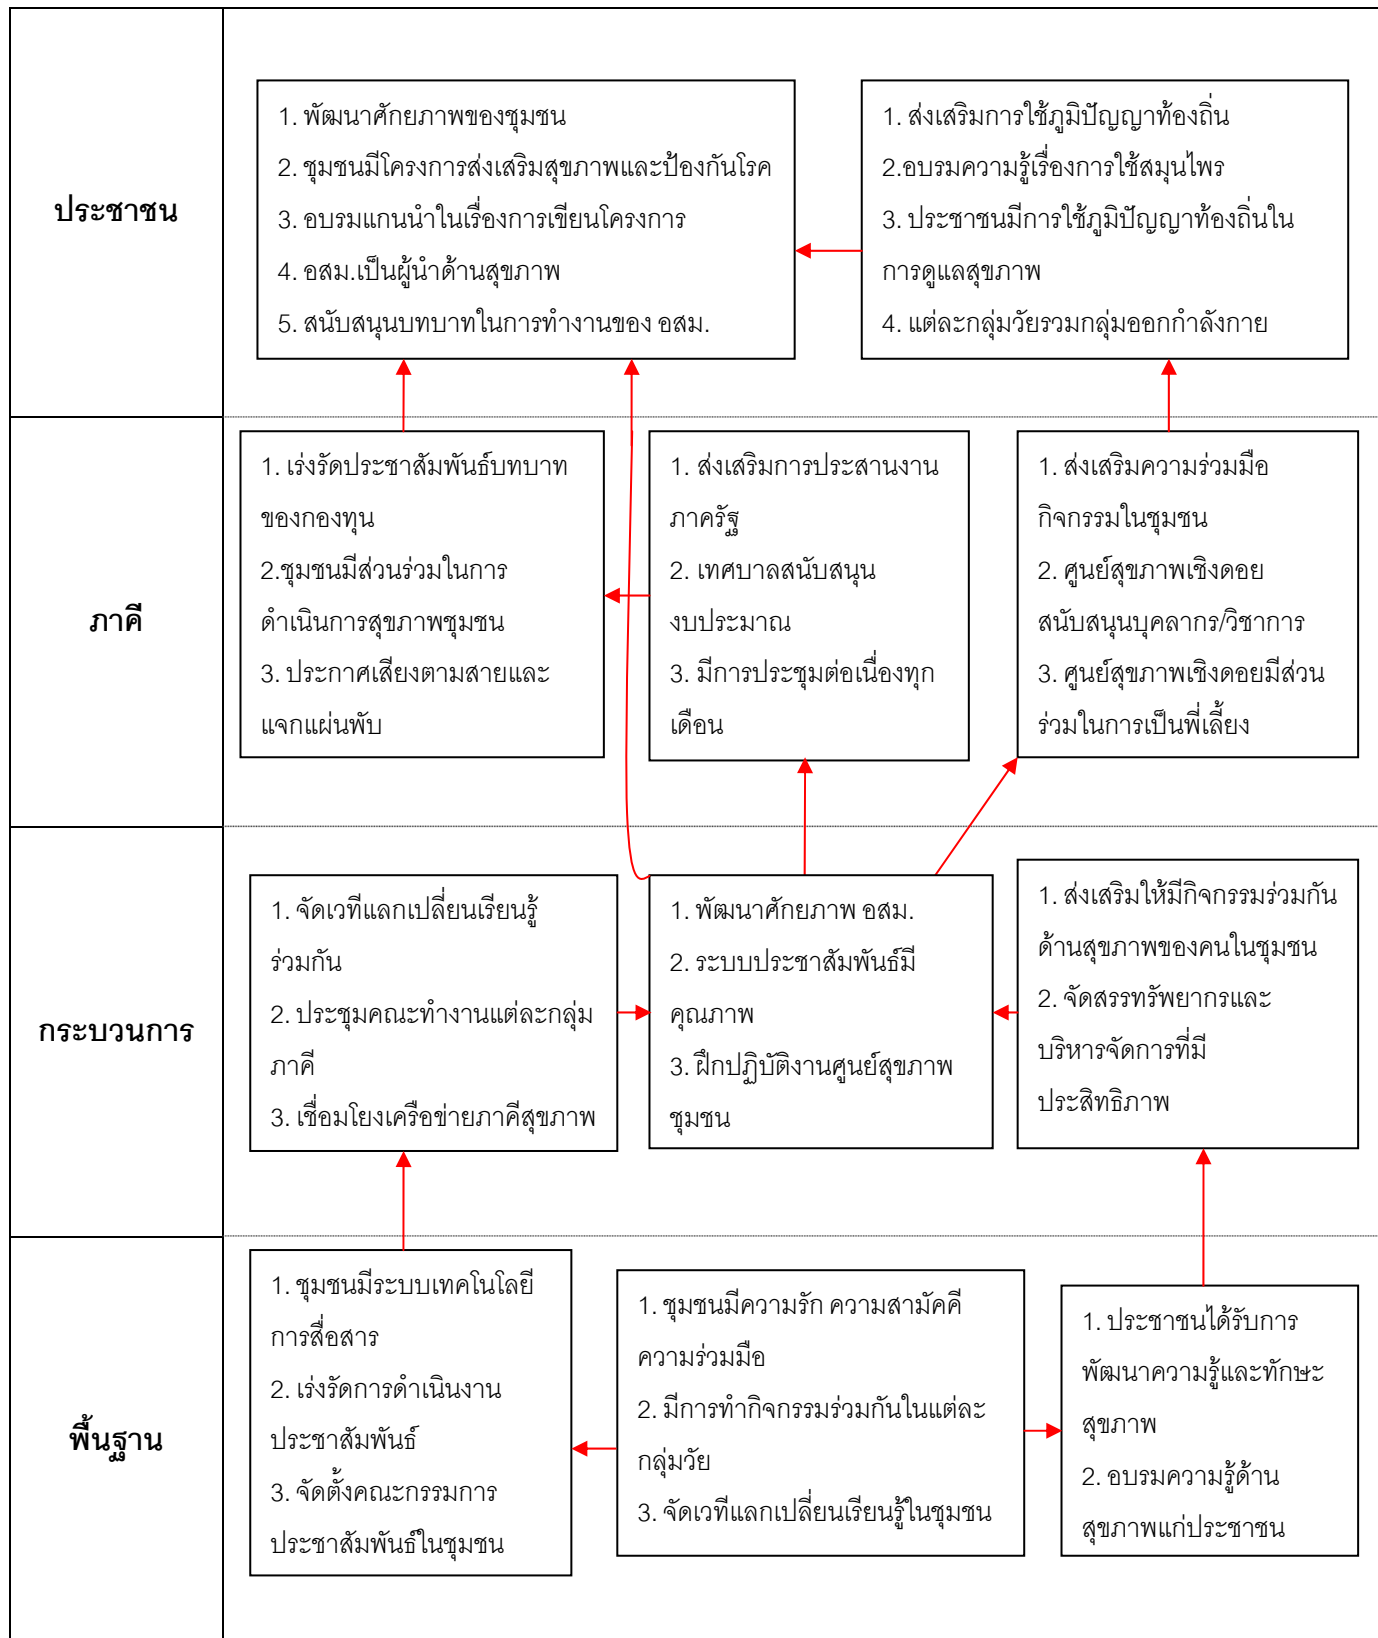 ประชาชน
1. พัฒนาศักยภาพของชุมชน
2. ชุมชนมีโครงการส่งเสริมสุขภาพและป้องกันโรค
3. อบรมแกนนำในเรื่องการเขียนโครงการ
4. อสม.เป็นผู้นำด้านสุขภาพ
5. สนับสนุนบทบาทในการทำงานของ อสม.
1. ส่งเสริมการใช้ภูมิปัญญาท้องถิ่น
2.อบรมความรู้เรื่องการใช้สมุนไพร
3. ประชาชนมีการใช้ภูมิปัญญาท้องถิ่นใน
การดูแลสุขภาพ
4. แต่ละกลุ่มวัยรวมกลุ่มออกกำลังกาย
ภาคี
1. เร่งรัดประชาสัมพันธ์บทบาท
ของกองทุน
2.ชุมชนมีส่วนร่วมในการ
ดำเนินการสุขภาพชุมชน
3. ประกาศเสียงตามสายและ
แจกแผ่นพับ
1. ส่งเสริมการประสานงาน
ภาครัฐ
2. เทศบาลสนับสนุน
งบประมาณ
3. มีการประชุมต่อเนื่องทุก
เดือน
1. ส่งเสริมความร่วมมือ
กิจกรรมในชุมชน
2. ศูนย์สุขภาพเชิงดอย
สนับสนุนบุคลากร/วิชาการ
3. ศูนย์สุขภาพเชิงดอยมีส่วน
ร่วมในการเป็นพี่เลี้ยง
กระบวนการ
1. จัดเวทีแลกเปลี่ยนเรียนรู้
ร่วมกัน
2. ประชุมคณะทำงานแต่ละกลุ่ม
ภาคี
3. เชื่อมโยงเครือข่ายภาคีสุขภาพ
1. พัฒนาศักยภาพ อสม.
2. ระบบประชาสัมพันธ์มี
คุณภาพ
3. ฝึกปฏิบัติงานศูนย์สุขภาพ
ชุมชน
1. ส่งเสริมให้มีกิจกรรมร่วมกัน
ด้านสุขภาพของคนในชุมชน
2. จัดสรรทรัพยากรและ
บริหารจัดการที่มี
ประสิทธิภาพ
พื้นฐาน
1. ชุมชนมีระบบเทคโนโลยี
การสื่อสาร
2. เร่งรัดการดำเนินงาน
ประชาสัมพันธ์
3. จัดตั้งคณะกรรมการ
ประชาสัมพันธ์ในชุมชน
1. ชุมชนมีความรัก ความสามัคคี
ความร่วมมือ
2. มีการทำกิจกรรมร่วมกันในแต่ละ
กลุ่มวัย
3. จัดเวทีแลกเปลี่ยนเรียนรู้ในชุมชน
1. ประชาชนได้รับการ
พัฒนาความรู้และทักษะ
สุขภาพ
2. อบรมความรู้ด้าน
สุขภาพแก่ประชาชน